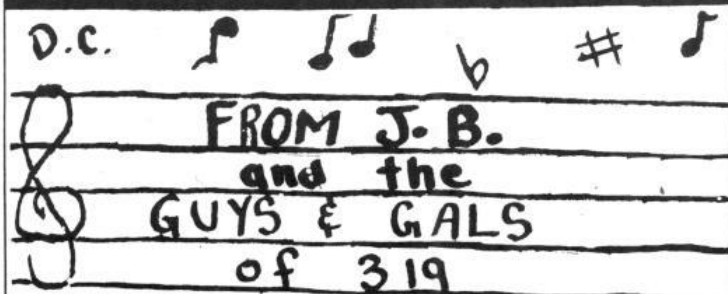 D.C.
FROM J. B.
and the
GUYS & GALS
of 319